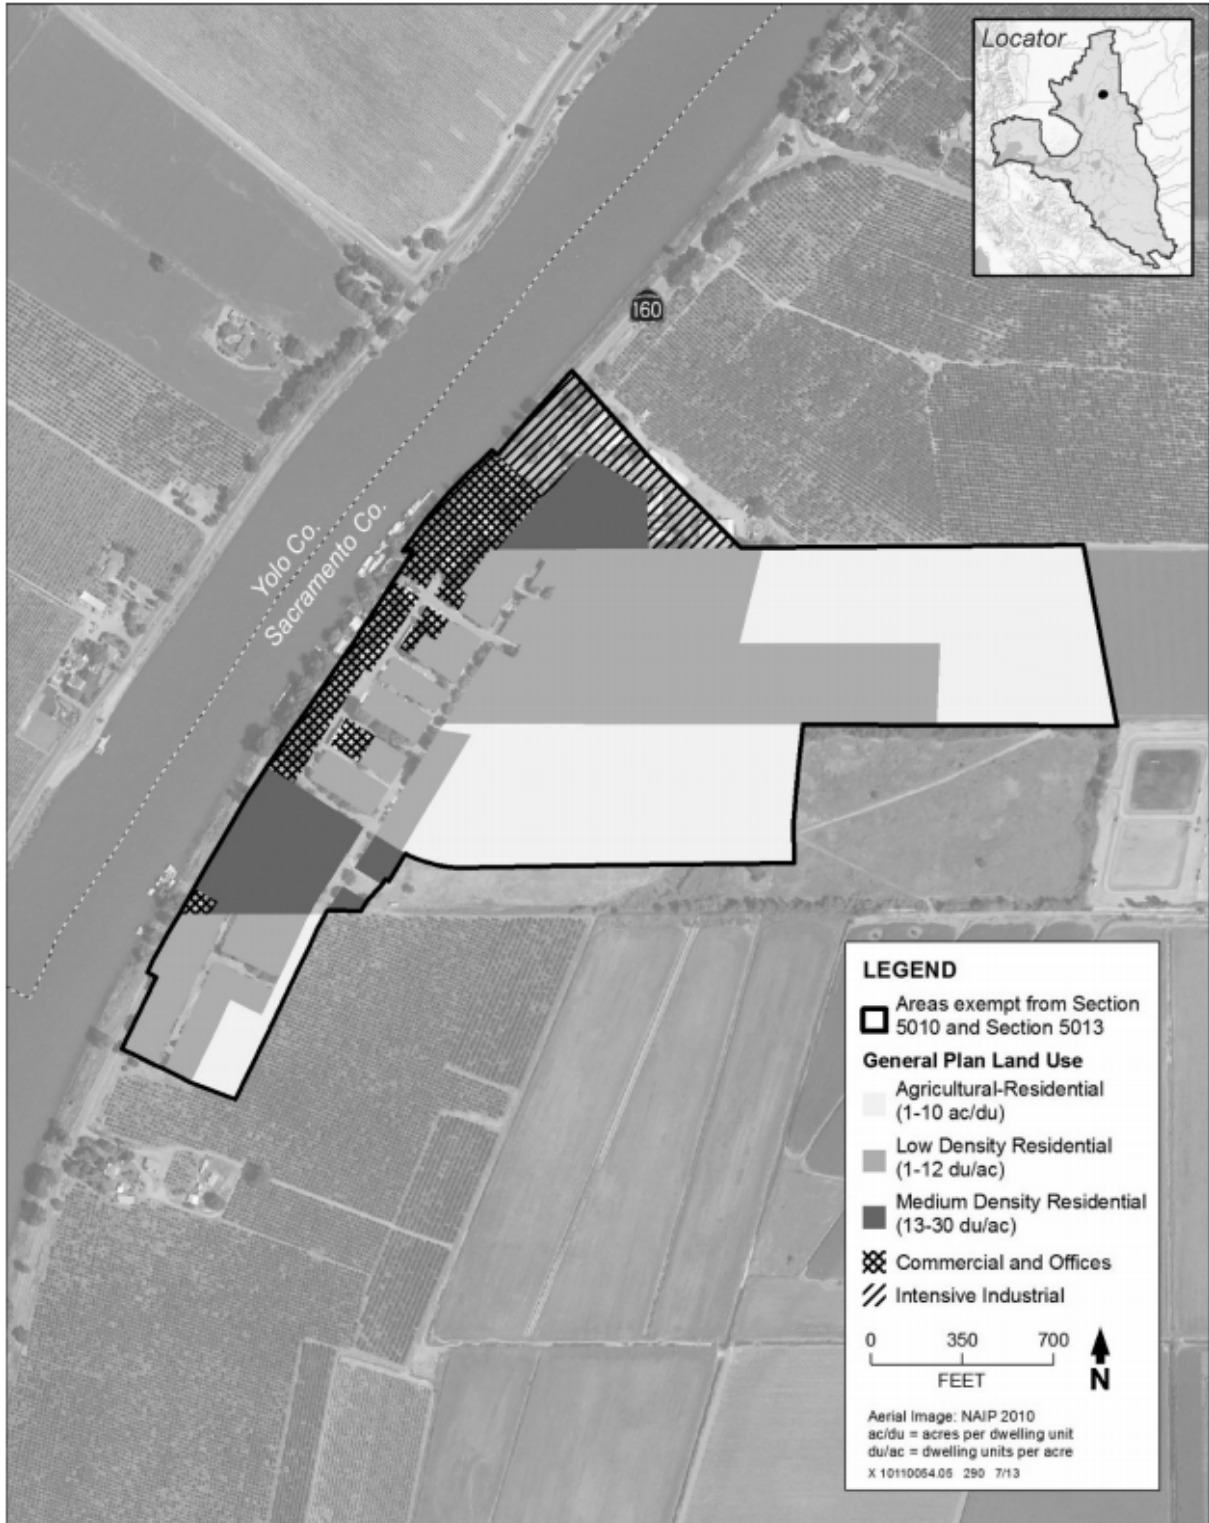 Locator
160
Yolo Co.
Sacramento Co.
LEGEND
Areas exempt from Section
5010 and Section 5013
General Plan Land Use
Agricultural-Residential
(1-10 ac/du)
Low Density Residential
(1-12 du/ac)
Medium Density Residential
(13-30 du/ac)
Commercial and Offices
Intensive Industrial
0 350 700
FEET
N
Aerial Image: NAIP 2010
ac/du = acres per dwelling unit
du/ac = dwelling units per acre
X 10110054.05 290 7/13